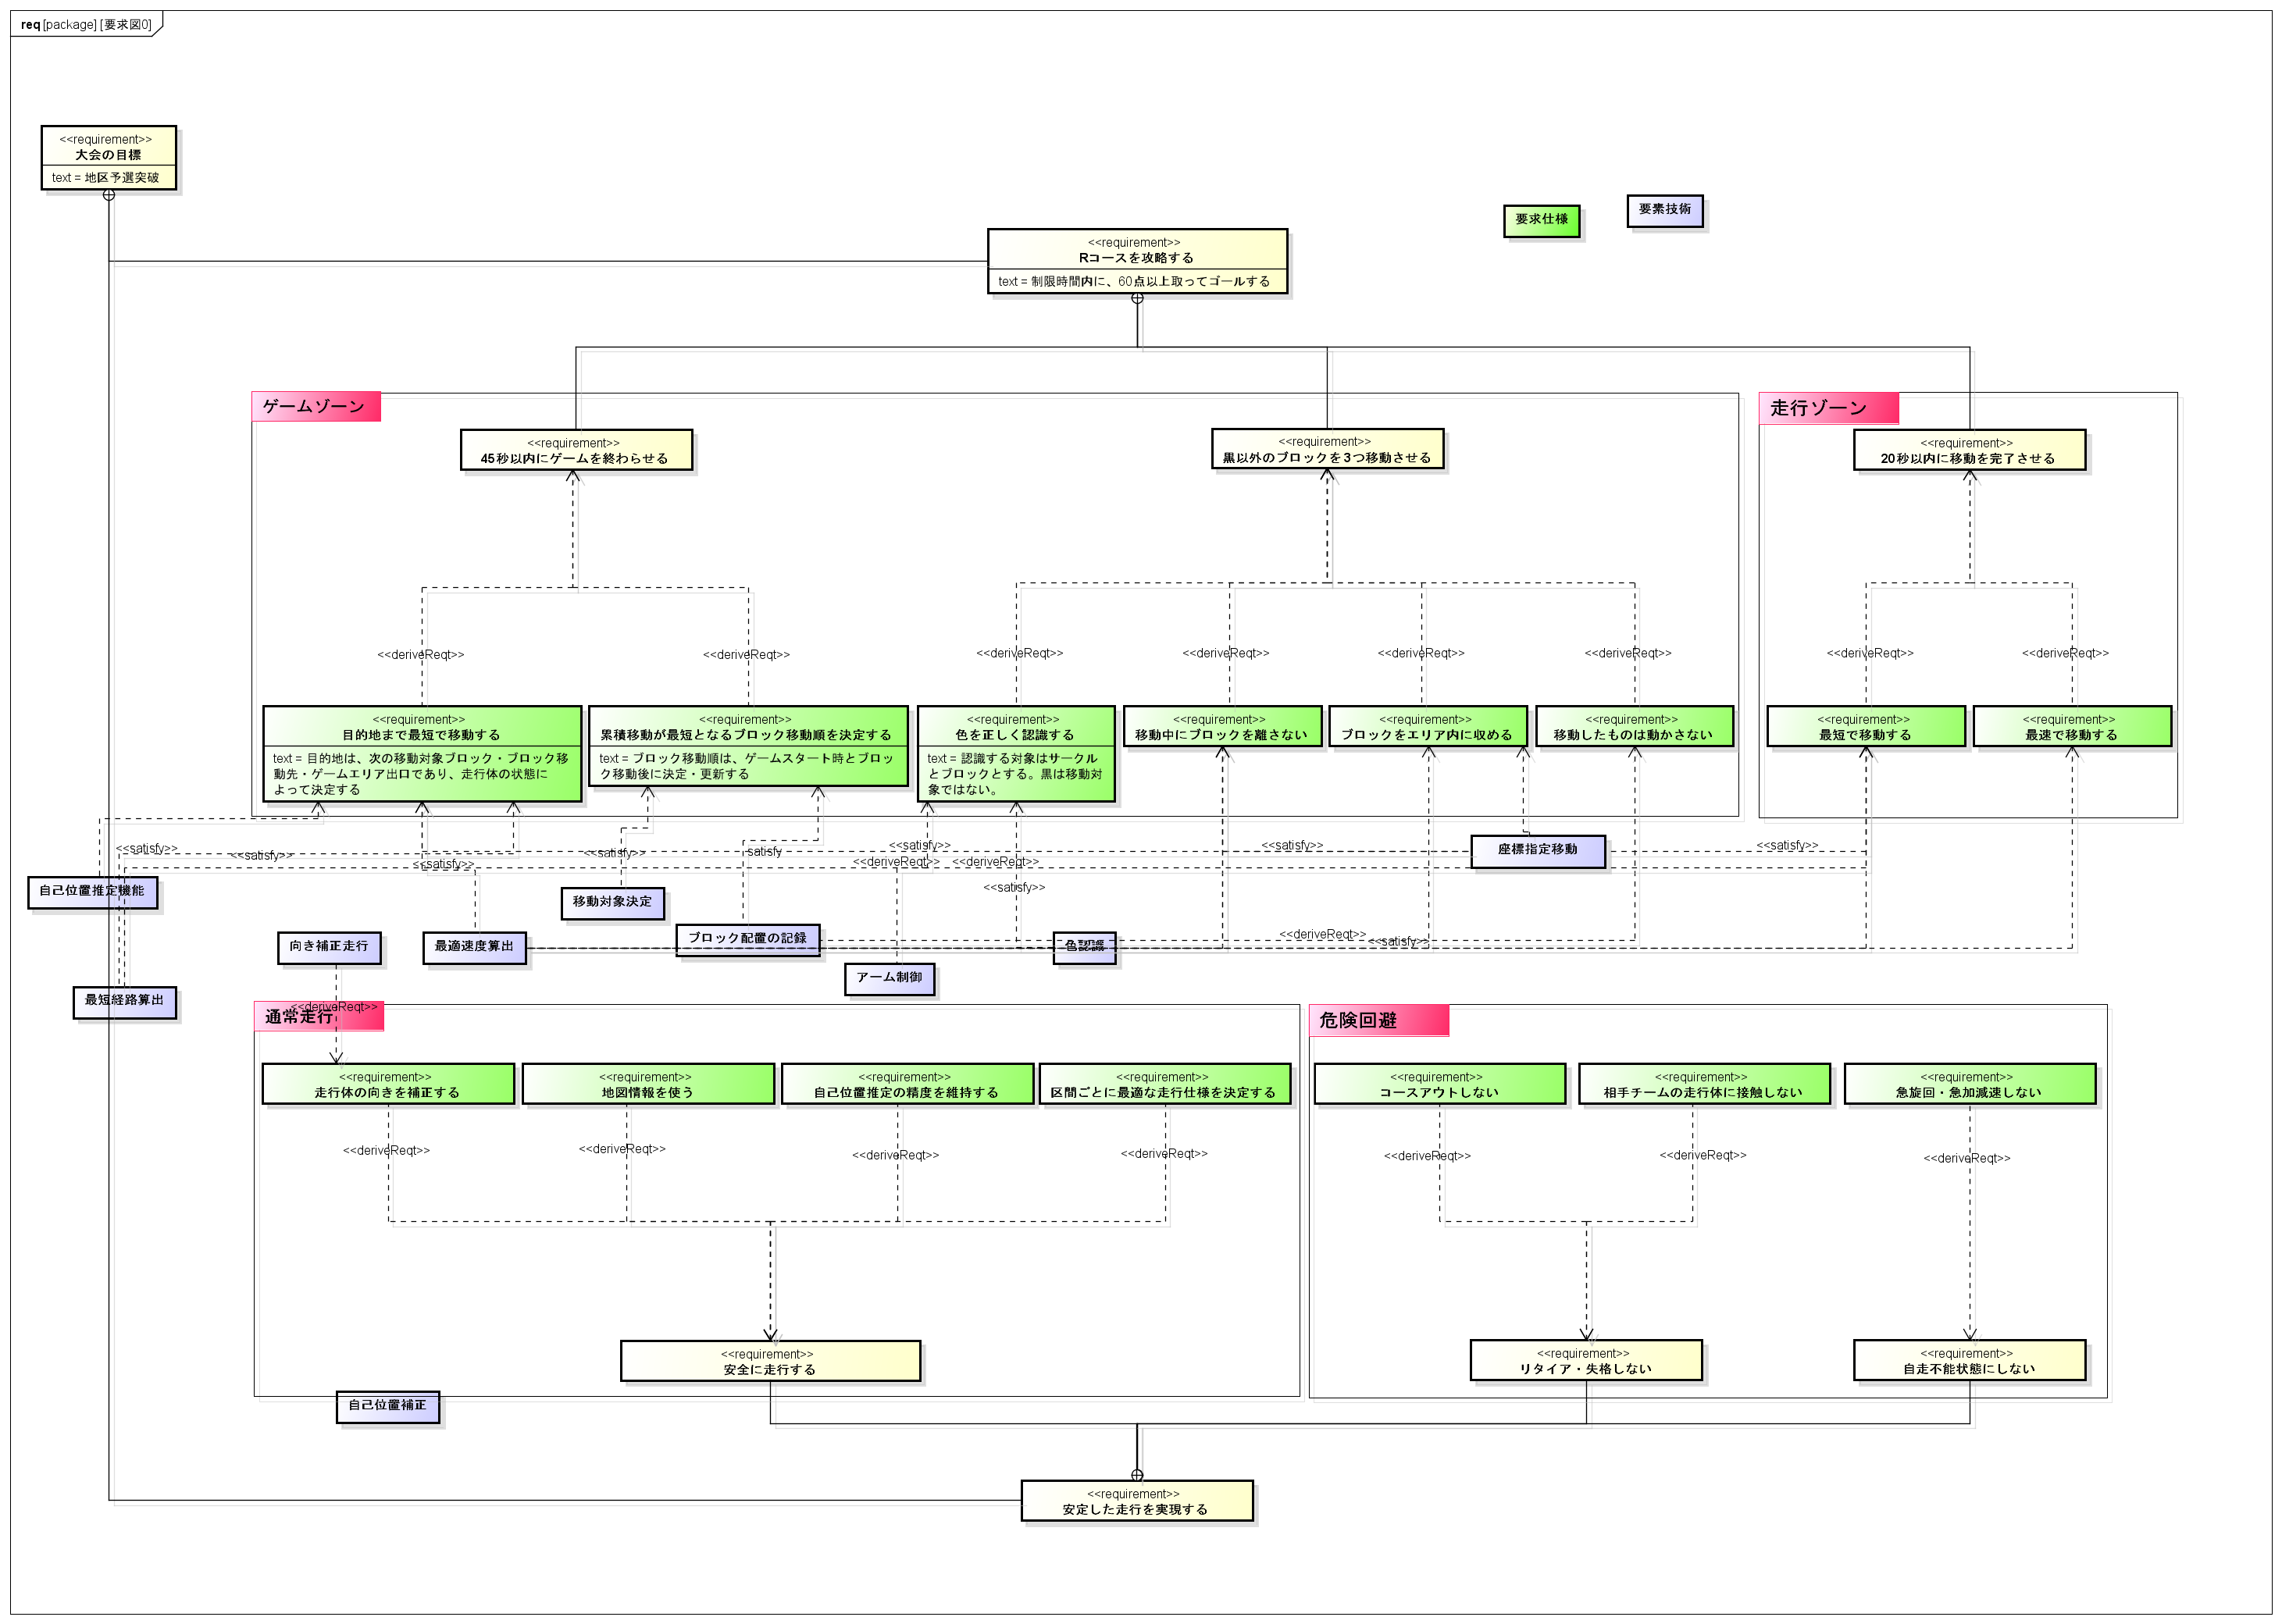 req [package] [要求図0]
<<requirement>>
大会の目標
text = 地区予選突破
要求仕様
要素技術
<<requirement>>
Rコースを攻略する
text = 制限時間内に、60点以上取ってゴールする
ゲームゾーン
走行ゾーン
<<requirement>>
45秒以内にゲームを終わらせる
<<requirement>>
黒以外のブロックを3つ移動させる
<<requirement>>
20秒以内に移動を完了させる
<<deriveReqt>>
<<deriveReqt>>
<<deriveReqt>>
<<deriveReqt>>
<<deriveReqt>>
<<deriveReqt>>
<<deriveReqt>>
<<deriveReqt>>
<<requirement>>
目的地まで最短で移動する
text = 目的地は、次の移動対象ブロック・ブロック移
動先・ゲームエリア出口であり、走行体の状態に
よって決定する
<<requirement>>
累積移動が最短となるブロック移動順を決定する
text = ブロック移動順は、ゲームスタート時とブロッ
ク移動後に決定・更新する
<<requirement>>
色を正しく認識する
text = 認識する対象はサークル
とブロックとする。黒は移動対
象ではない。
<<requirement>>
移動中にブロックを離さない
<<requirement>>
ブロックをエリア内に収める
<<requirement>>
移動したものは動かさない
<<requirement>>
最短で移動する
<<requirement>>
最速で移動する
<<satisfy>>
<<satisfy>>
<<satisfy>>
<<satisfy>>
satisfy
<<satisfy>>
<<deriveReqt>>
<<deriveReqt>>
<<satisfy>>
<<satisfy>>
座標指定移動
<<satisfy>>
自己位置推定機能
移動対象決定
向き補正走行
最適速度算出
ブロック配置の記録
色認識
<<deriveReqt>>
<<satisfy>>
アーム制御
最短経路算出
<<deriveReqt>>
通常走行
危険回避
<<requirement>>
走行体の向きを補正する
<<requirement>>
地図情報を使う
<<requirement>>
自己位置推定の精度を維持する
<<requirement>>
区間ごとに最適な走行仕様を決定する
<<requirement>>
コースアウトしない
<<requirement>>
相手チームの走行体に接触しない
<<requirement>>
急旋回・急加減速しない
<<deriveReqt>>
<<deriveReqt>>
<<deriveReqt>>
<<deriveReqt>>
<<deriveReqt>>
<<deriveReqt>>
<<deriveReqt>>
<<requirement>>
安全に走行する
<<requirement>>
リタイア・失格しない
<<requirement>>
自走不能状態にしない
自己位置補正
<<requirement>>
安定した走行を実現する